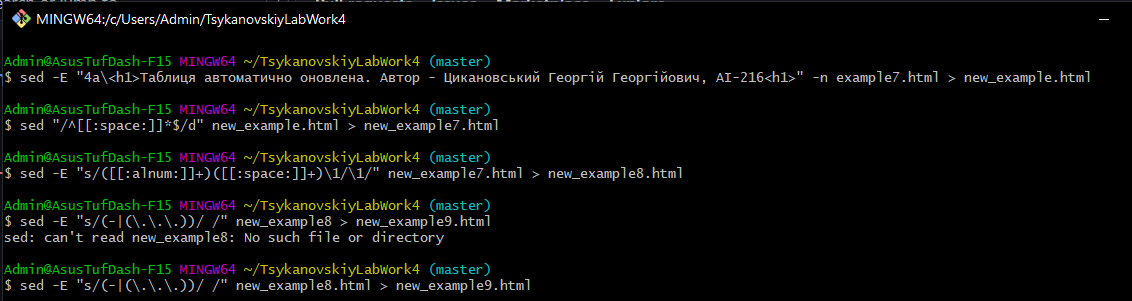 MINGW64:/c/Users/Admin/TsykanovskiyLabWork4
Admin@AsusTufDash-F15 MINGW64 ~/TsykanovskiyLabWork4 (master)
$ sed -E "4a\<h1>Таблиця автоматично оновлена. Автор - Цикановський Георгій Георгійович, АІ-216<h1>" -n example7.html > new_example.html
Admin@AsusTufDash-F15 MINGW64 ~/TsykanovskiyLabWork4 (master)
$ sed "/^[[:space:]]*$/d" new_example.html > new_example7.html
Admin@AsusTufDash-F15 MINGW64 ~/TsykanovskiyLabWork4 (master)
$ sed -E "s/([[:alnum:]]+)([[:space:]]+)\1/\1/" new_example7.html > new_example8.html
Admin@AsusTufDash-F15 MINGW64 ~/TsykanovskiyLabWork4 (master)
$ sed -E "s/(-|(\.\.\.))/ /" new_example8 > new_example9.html
sed: can't read new_example8: No such file or directory
Admin@AsusTufDash-F15 MINGW64 ~/TsykanovskiyLabWork4 (master)
$ sed -E "s/(-|(\.\.\.))/ /" new_example8.html > new_example9.html